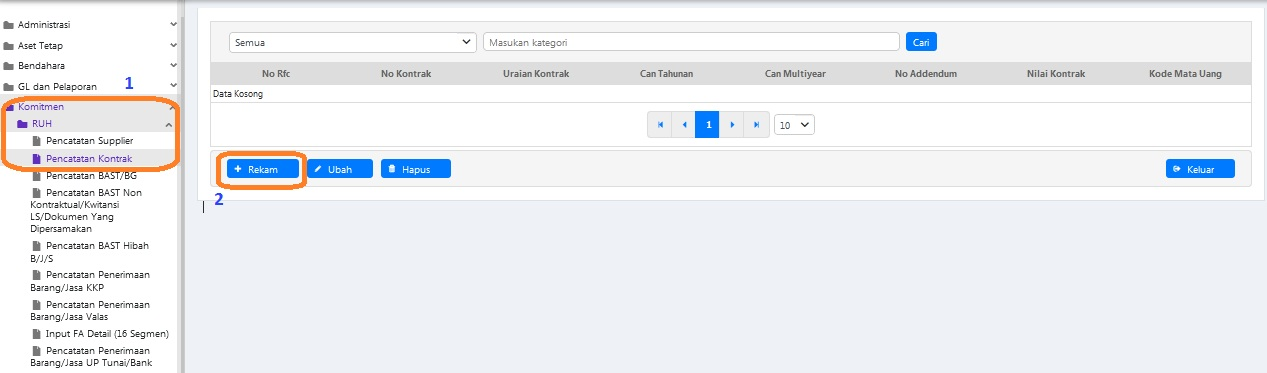 Administrasi
Aset Tetap
Bendahara
GL dan Pelaporan
1
Komitmen
RUH
Pencatatan Supplier
Pencatatan Kontrak
Pencatatan BAST/BG
Pencatatan BAST Non
Kontraktual/Kwitansi
LS/Dokumen Yang
Dipersamakan
Pencatatan BAST Hibah
B/J/S
Pencatatan Penerimaan
Barang/Jasa KKP
Pencatatan Penerimaan
Barang/Jasa Valas
Input FA Detail (16 Segmen)
Pencatatan Penerimaan
Barang/Jasa UP Tunai/Bank
Semua Masukan kategori Cari
No Rfc No Kontrak Uraian Kontrak Can Tahunan Can Multiyear No Addendum Nilai Kontrak Kode Mata Uang
Data Kosong
1 10
Rekam Ubah Hapus Keluar
2